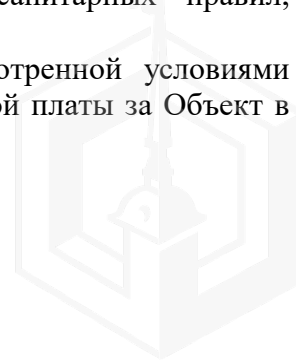 санитарных правил,
отренной условиями
ой платы за Объект в